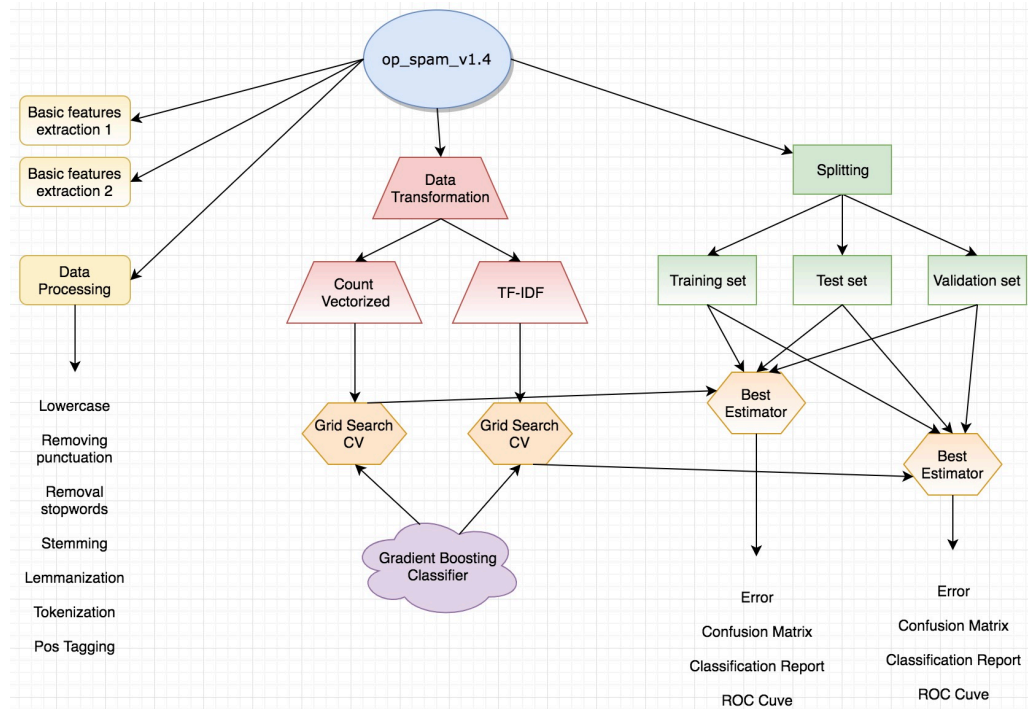 op_spam_v1.4
Basic features
extraction 1
Basic features
extraction 2
Data
Processing
Lowercase
Removing
punctuation
Removal
stopwords
Stemming
Lemmanization
Tokenization
Pos Tagging
Data
Transformation
Count
Vectorized
TF-IDF
Grid Search
CV
Grid Search
CV
Gradient Boosting
Classifier
Splitting
Training set
Test set
Validation set
Best
Estimator
Best
Estimator
Error
Confusion Matrix
Classification Report
ROC Cuve
Error
Confusion Matrix
Classification Report
ROC Cuve